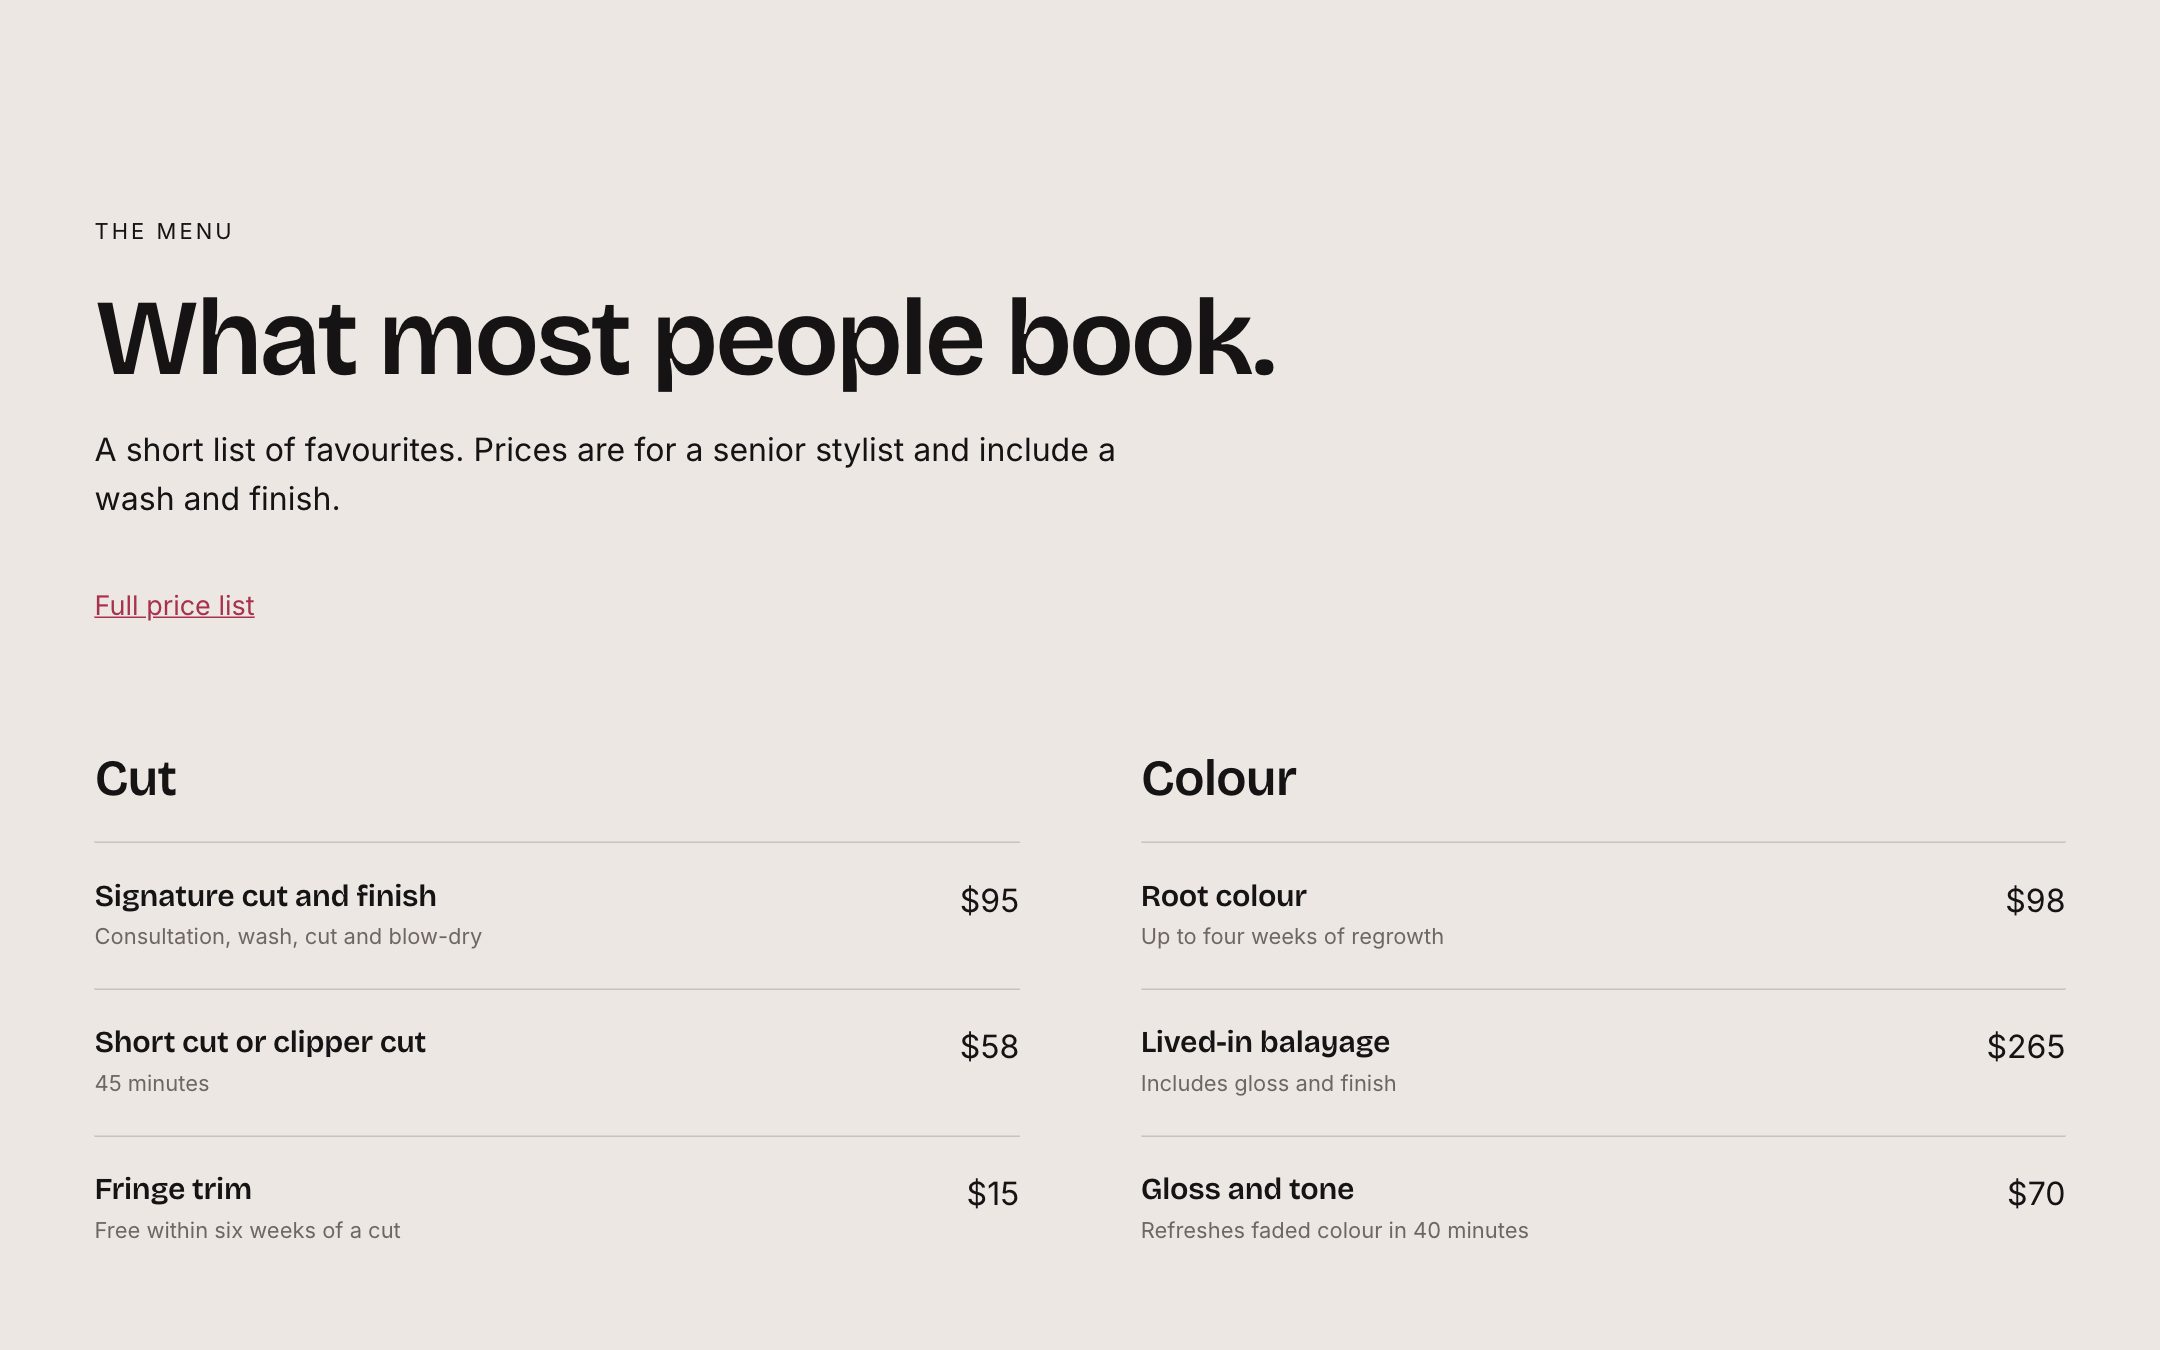 THE MENU
What most people book.
A short list of favourites. Prices are for a senior stylist and include a
wash and finish.
Full price list
Cut
Signature cut and finish $95
Consultation, wash, cut and blow-dry
Short cut or clipper cut $58
45 minutes
Fringe trim $15
Free within six weeks of a cut
Colour
Root colour $98
Up to four weeks of regrowth
Lived-in balayage $265
Includes gloss and finish
Gloss and tone $70
Refreshes faded colour in 40 minutes